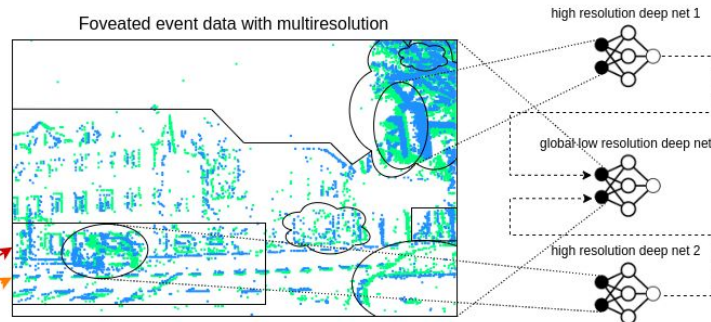 Foveated event data with multiresolution
high resolution deep net 1
global low resolution deep net
high resolution deep net 2